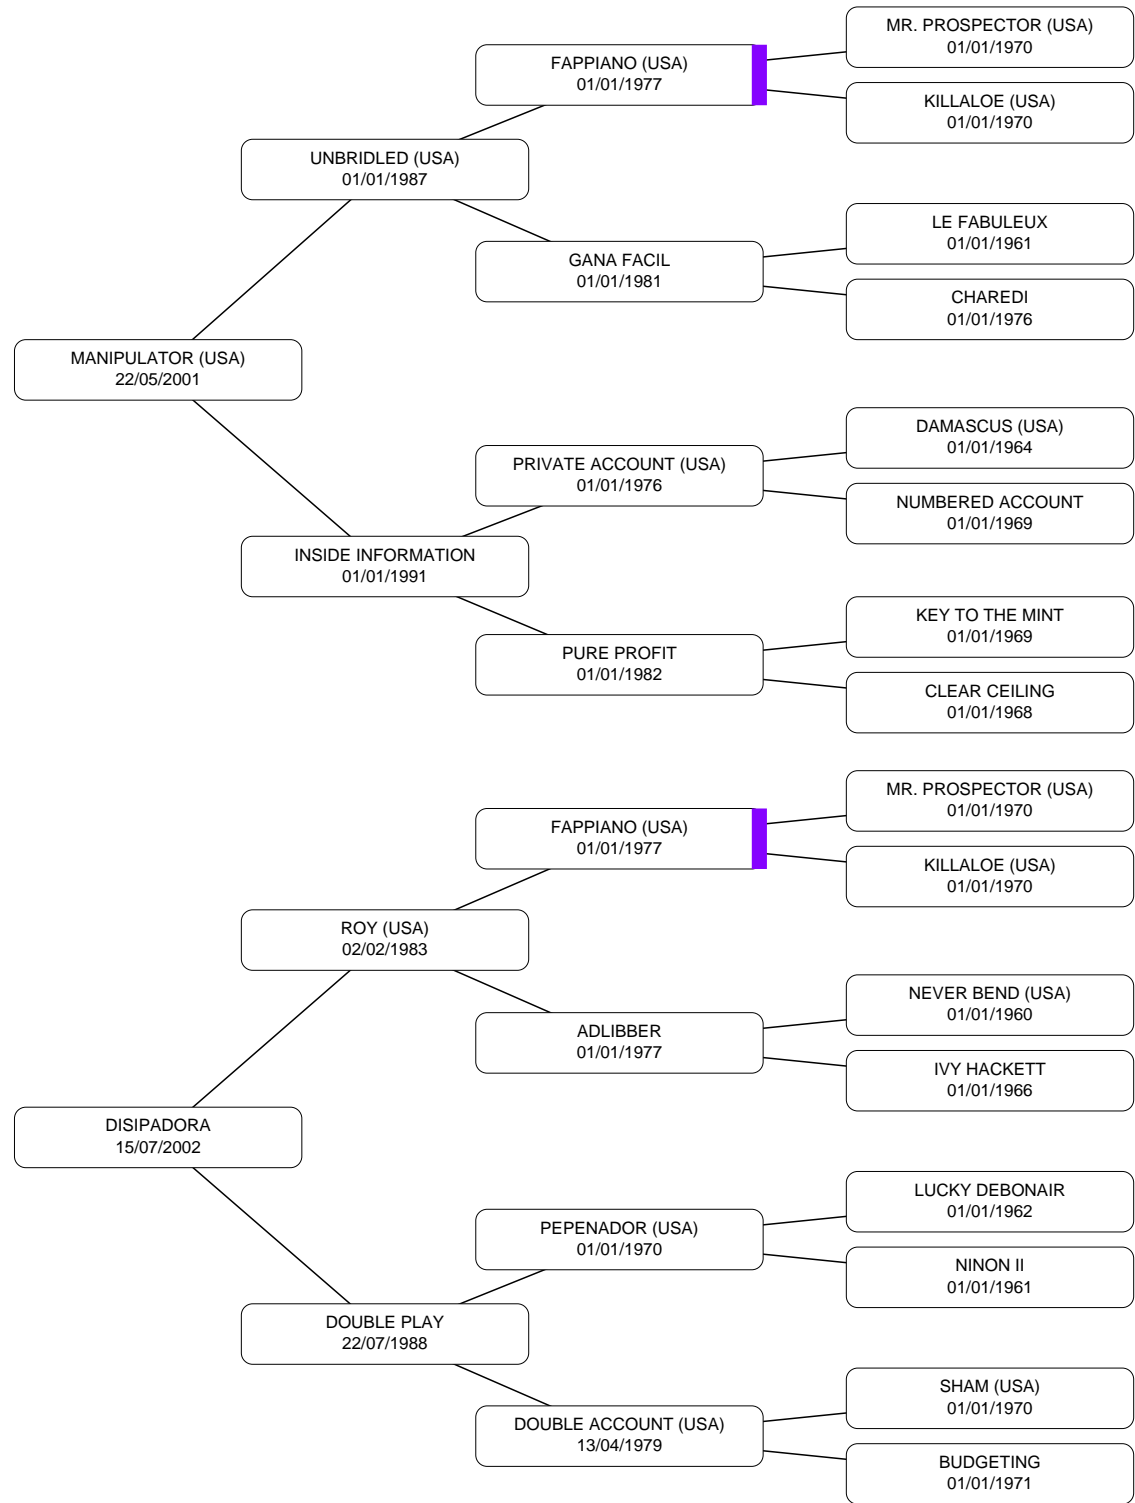 MR. PROSPECTOR (USA)
01/01/1970
FAPPIANO (USA)
01/01/1977
KILLALOE (USA)
01/01/1970
UNBRIDLED (USA)
01/01/1987
LE FABULEUX
01/01/1961
GANA FACIL
01/01/1981
CHAREDI
01/01/1976
MANIPULATOR (USA)
22/05/2001
DAMASCUS (USA)
01/01/1964
PRIVATE ACCOUNT (USA)
01/01/1976
NUMBERED ACCOUNT
01/01/1969
INSIDE INFORMATION
01/01/1991
KEY TO THE MINT
01/01/1969
PURE PROFIT
01/01/1982
CLEAR CEILING
01/01/1968
MR. PROSPECTOR (USA)
01/01/1970
FAPPIANO (USA)
01/01/1977
KILLALOE (USA)
01/01/1970
ROY (USA)
02/02/1983
NEVER BEND (USA)
01/01/1960
ADLIBBER
01/01/1977
IVY HACKETT
01/01/1966
DISIPADORA
15/07/2002
LUCKY DEBONAIR
01/01/1962
PEPENADOR (USA)
01/01/1970
NINON II
01/01/1961
DOUBLE PLAY
22/07/1988
SHAM (USA)
01/01/1970
DOUBLE ACCOUNT (USA)
13/04/1979
BUDGETING
01/01/1971